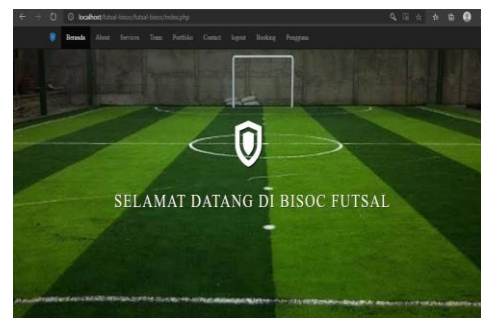 localhost/futsal-bisoc/futsal-bisoc/index.php
Beranda About Services Team Portfolio Contact logout Booking Pengguna
SELAMAT DATANG DI BISOC FUTSAL